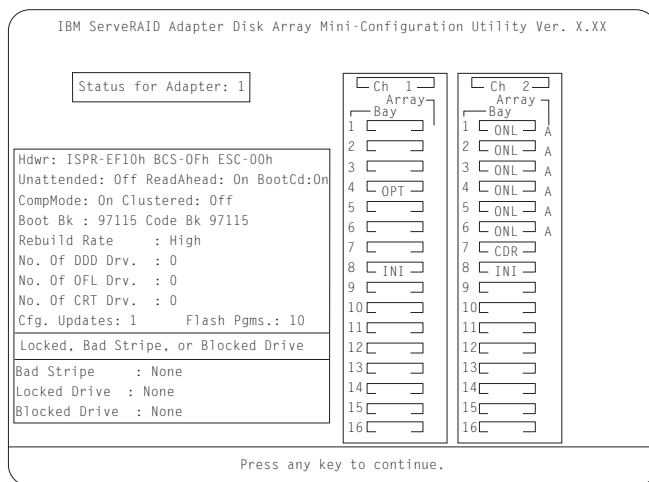 IBM ServeRAID Adapter Disk Array Mini-Configuration Utility Ver. X.XX
Status for Adapter: 1
Hdwr: ISPR-EF10h BCS-0Fh ESC-00h
Unattended: Off ReadAhead: On BootCd:On
CompMode: On Clustered: Off
Boot Bk : 97115 Code Bk 97115
Rebuild Rate : High
No. Of DDD Drv. : 0
No. Of OFL Drv. : 0
No. Of CRT Drv. : 0
Cfg. Updates: 1 Flash Pgms.: 10
Locked, Bad Stripe, or Blocked Drive
Bad Stripe : None
Locked Drive : None
Blocked Drive : None
Ch 1
Array
Bay
1
2
3
4 OPT
5
6
7
8 INI
9
10
11
12
13
14
15
16
Ch 2
Array
Bay
1 ONL A
2 ONL A
3 ONL A
4 ONL A
5 ONL A
6 ONL A
7 CDR
8 INI
9
10
11
12
13
14
15
16
Press any key to continue.